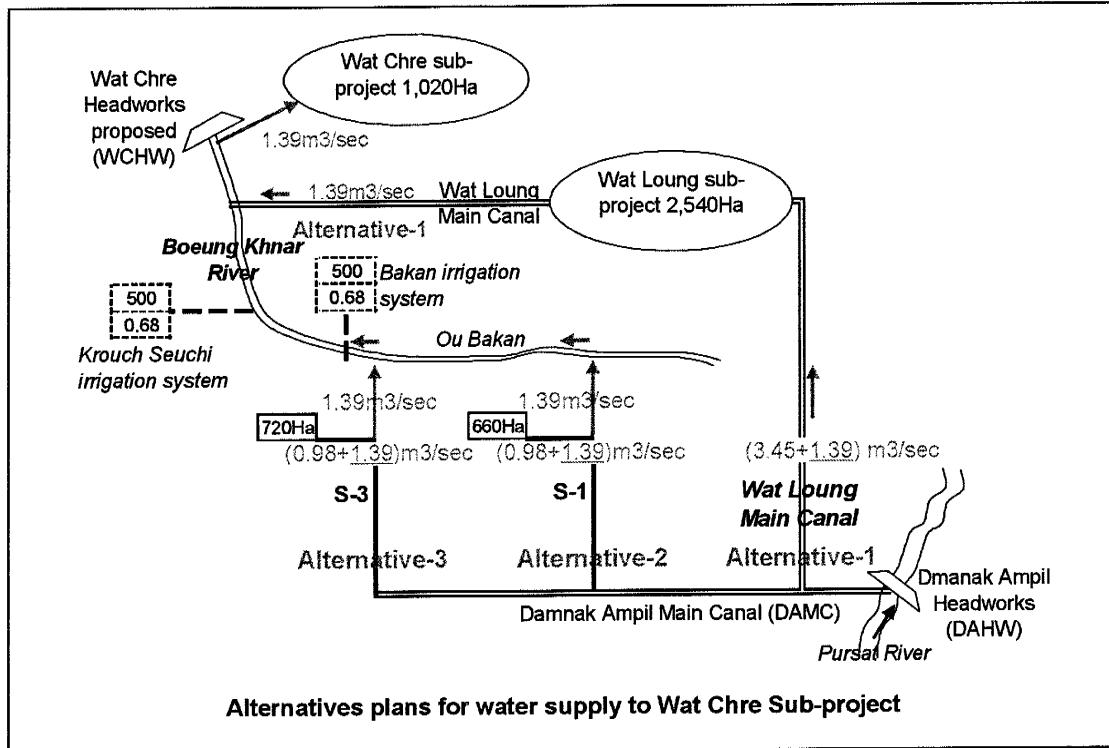 Wat Chre sub-
project 1,020Ha
Wat Chre
Headworks
proposed
(WCHW)
1.39m3/sec
1.39m3/sec
Wat Loung
Main Canal
Wat Loung sub-
project 2,540Ha
Alternative-1
Boeung Khnar
River
500
0.68
Bakan irrigation
system
500
0.68
Krouch Seuchi
irrigation system
Ou Bakan
1.39m3/sec
1.39m3/sec
720Ha
660Ha
(0.98+1.39)m3/sec
(0.98+1.39)m3/sec
(3.45+1.39) m3/sec
S-3
S-1
Wat Loung
Main Canal
Alternative-3
Alternative-2
Alternative-1
Dmanak Ampil
Headworks
(DAHW)
Damnak Ampil Main Canal (DAMC)
Pursat River
Alternatives plans for water supply to Wat Chre Sub-project